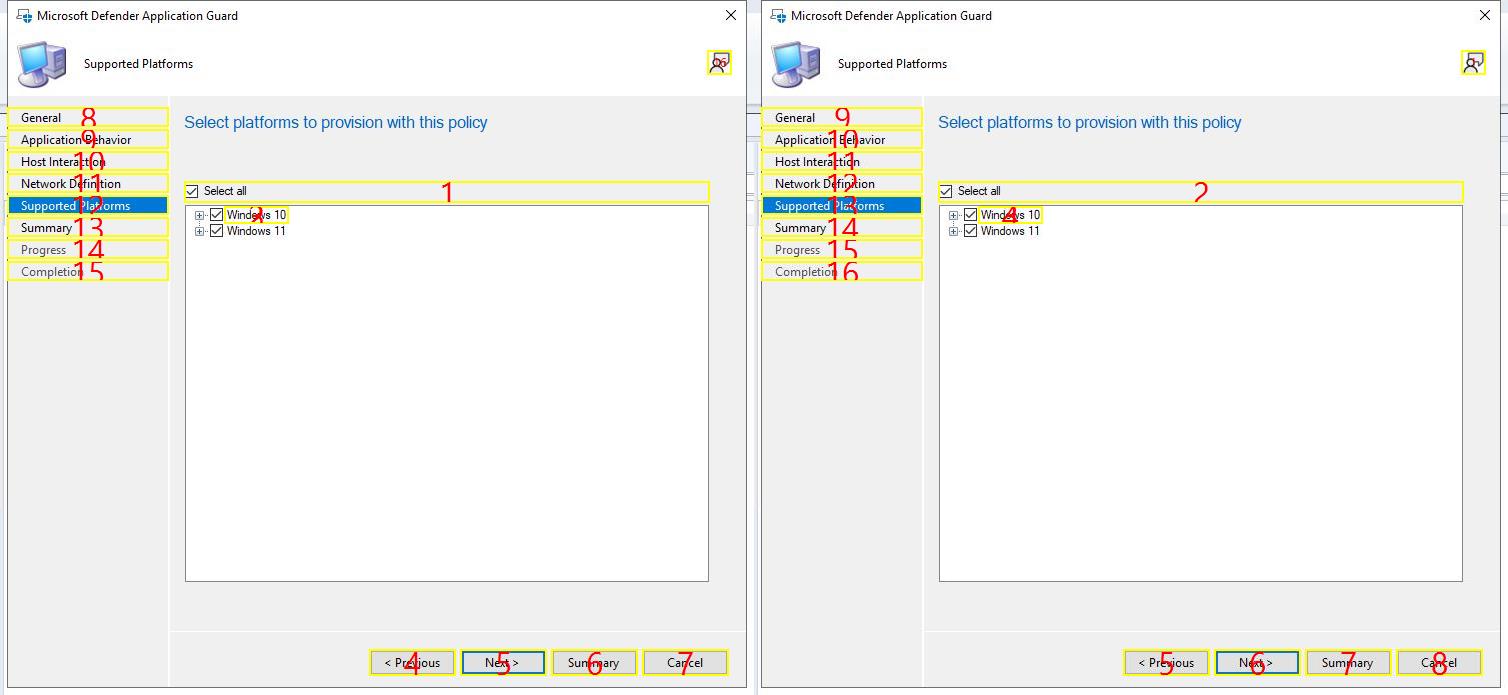 Microsoft Defender Application Guard
Supported Platforms
16
General 8
Application Behavior 9
Host Interaction 10
Network Definition 11
Supported Platforms 12
Summary 13
Progress 14
Completion 15
Select platforms to provision with this policy
Select all 1
Windows 10
Windows 11
< Previous 4
Next > 5
Summary 6
Cancel 7
Microsoft Defender Application Guard
Supported Platforms
General 9
Application Behavior 10
Host Interaction 11
Network Definition 12
Supported Platforms 13
Summary 14
Progress 15
Completion 16
Select platforms to provision with this policy
Select all 2
Windows 10
Windows 11
< Previous 5
Next > 6
Summary 7
Cancel 8